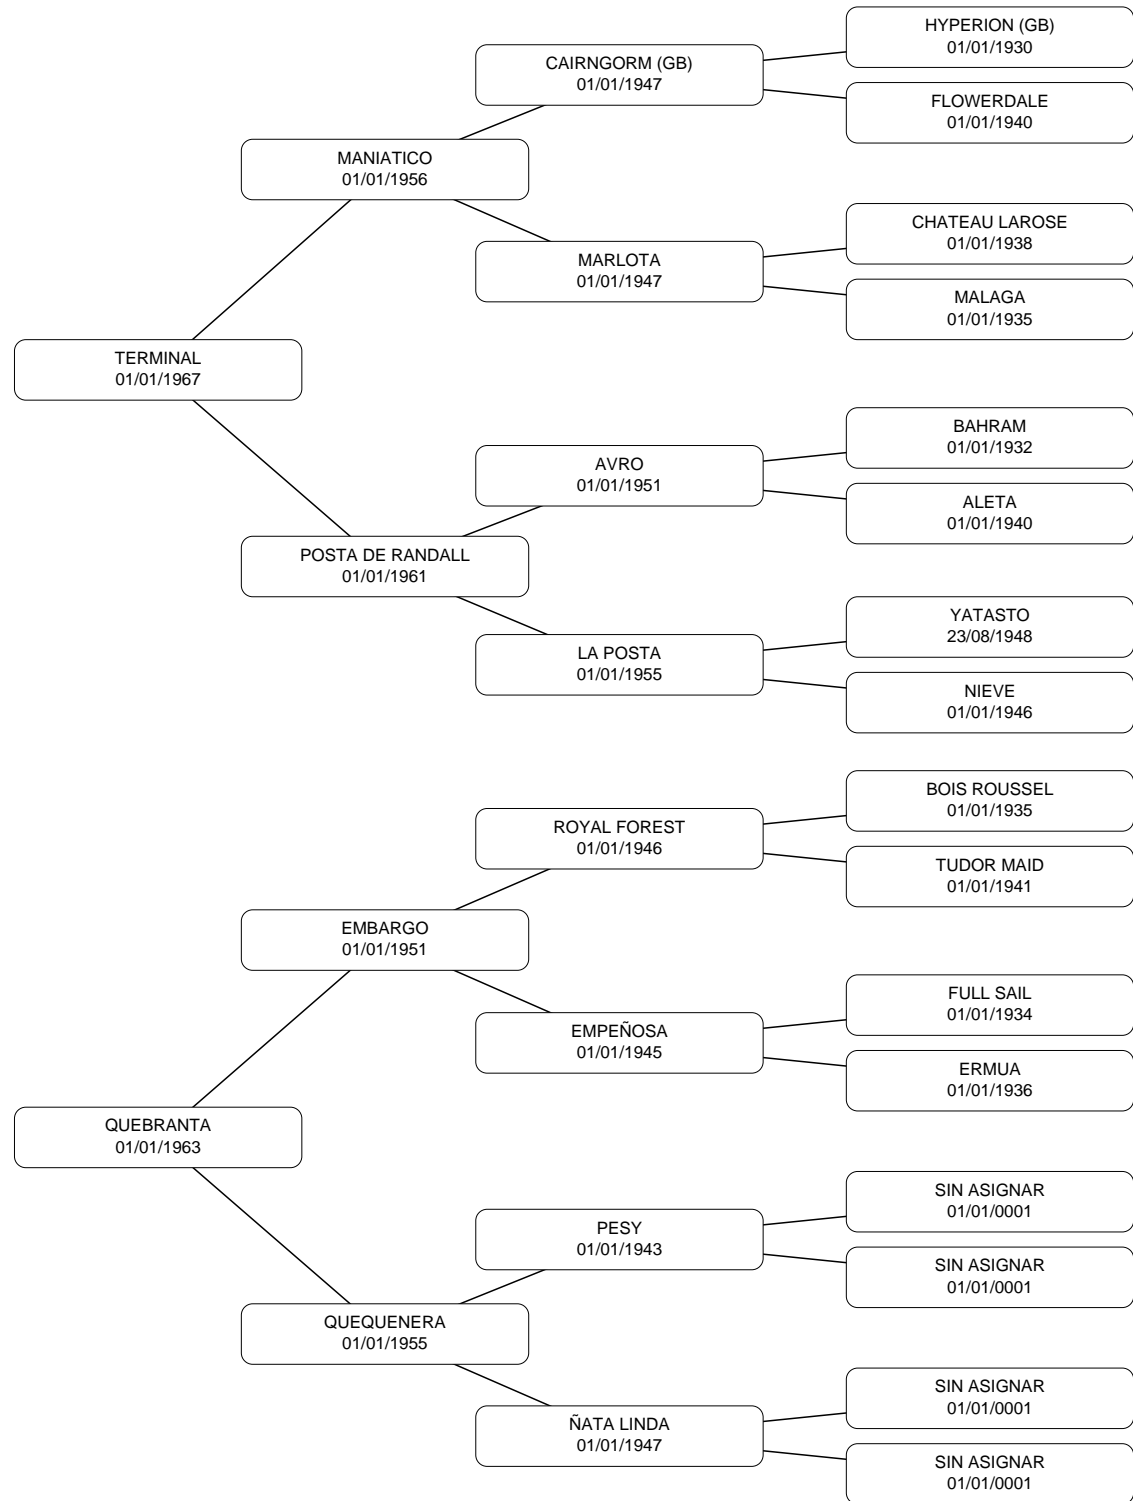 HYPERION (GB)
01/01/1930
CAIRNGORM (GB)
01/01/1947
FLOWERDALE
01/01/1940
MANIATICO
01/01/1956
CHATEAU LAROSE
01/01/1938
MARLOTA
01/01/1947
MALAGA
01/01/1935
TERMINAL
01/01/1967
BAHRAM
01/01/1932
AVRO
01/01/1951
ALETA
01/01/1940
POSTA DE RANDALL
01/01/1961
YATASTO
23/08/1948
LA POSTA
01/01/1955
NIEVE
01/01/1946
BOIS ROUSSEL
01/01/1935
ROYAL FOREST
01/01/1946
TUDOR MAID
01/01/1941
EMBARGO
01/01/1951
FULL SAIL
01/01/1934
EMPEÑOSA
01/01/1945
ERMUA
01/01/1936
QUEBRANTA
01/01/1963
SIN ASIGNAR
01/01/0001
PESY
01/01/1943
SIN ASIGNAR
01/01/0001
QUEQUENERA
01/01/1955
SIN ASIGNAR
01/01/0001
ÑATA LINDA
01/01/1947
SIN ASIGNAR
01/01/0001